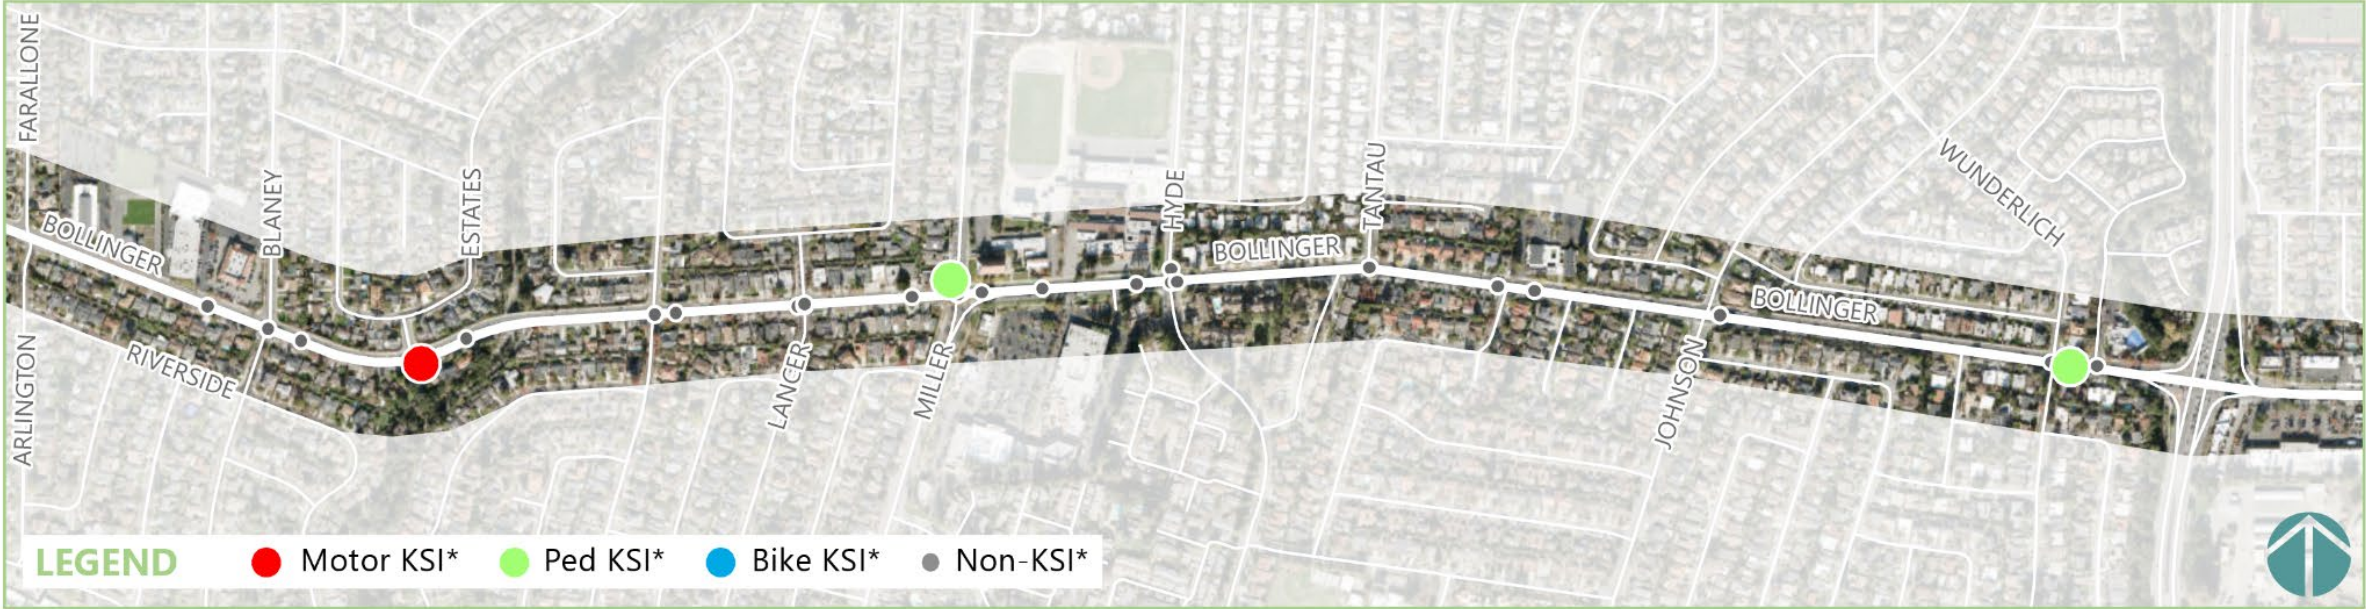 FARALLONE
BLANEY
ESTATES
HYDE
TANTAU
WUNDERLICH
BOLLINGER
BOLLINGER
BOLLINGER
RIVERSIDE
ARLINGTON
LANCER
MILLER
JOHNSON
LEGEND
Motor KSI*
Ped KSI*
Bike KSI*
Non-KSI*